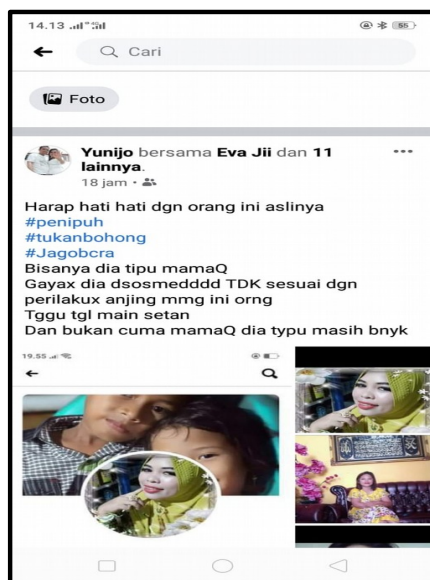 14.13
55
Cari
Foto
Yunijo bersama Eva Jii dan 11
lainnya.
18 jam
Harap hati hati dgn orang ini aslinya
#penipuh
#tukanbohong
#Jagobcra
Bisanya dia tipu mamaQ
Gayax dia dsosmedddd TDK sesuai dgn
perilakux anjing mmg ini orng
Tggu tgl main setan
Dan bukan cuma mamaQ dia typu masih bnyk
19.55